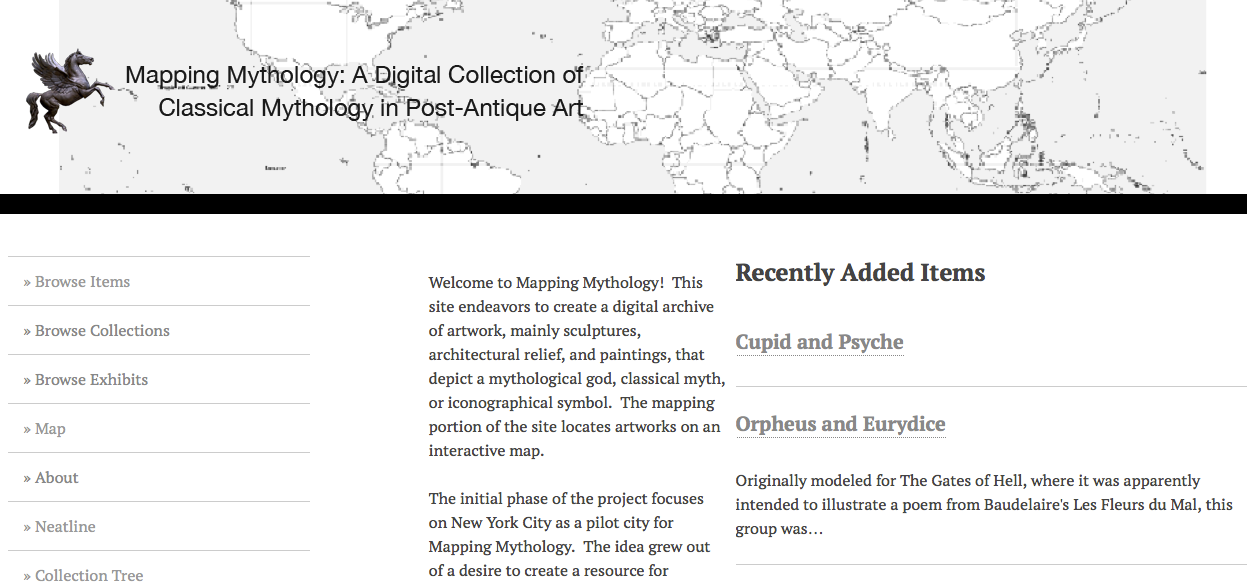 Mapping Mythology: A Digital Collection of
Classical Mythology in Post-Antique Art
» Browse Items
» Browse Collections
» Browse Exhibits
» Map
» About
» Neatline
» Collection Tree
Welcome to Mapping Mythology!  This
site endeavors to create a digital archive
of artwork, mainly sculptures,
architectural relief, and paintings, that
depict a mythological god, classical myth,
or iconographical symbol.  The mapping
portion of the site locates artworks on an
interactive map.
The initial phase of the project focuses
on New York City as a pilot city for
Mapping Mythology.  The idea grew out
of a desire to create a resource for
Recently Added Items
Cupid and Psyche
Orpheus and Eurydice
Originally modeled for The Gates of Hell, where it was apparently
intended to illustrate a poem from Baudelaire's Les Fleurs du Mal, this
group was…